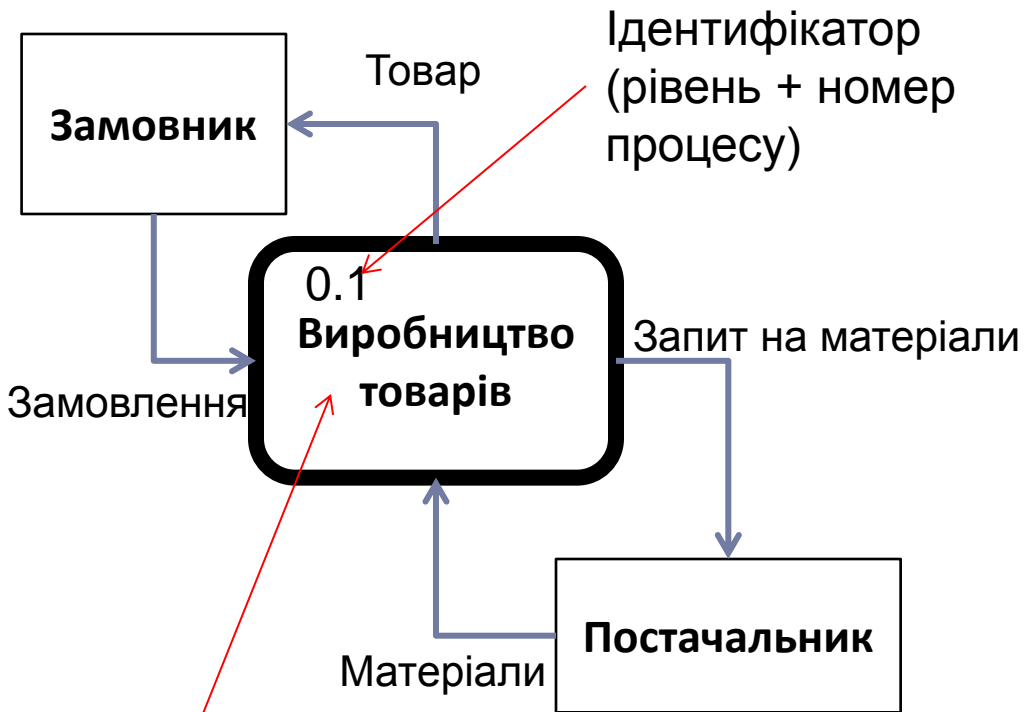 Ідентифікатор
(рівень + номер
процесу)
Товар
Замовник
0.1
Виробництво
товарів
Запит на матеріали
Замовлення
Постачальник
Матеріали